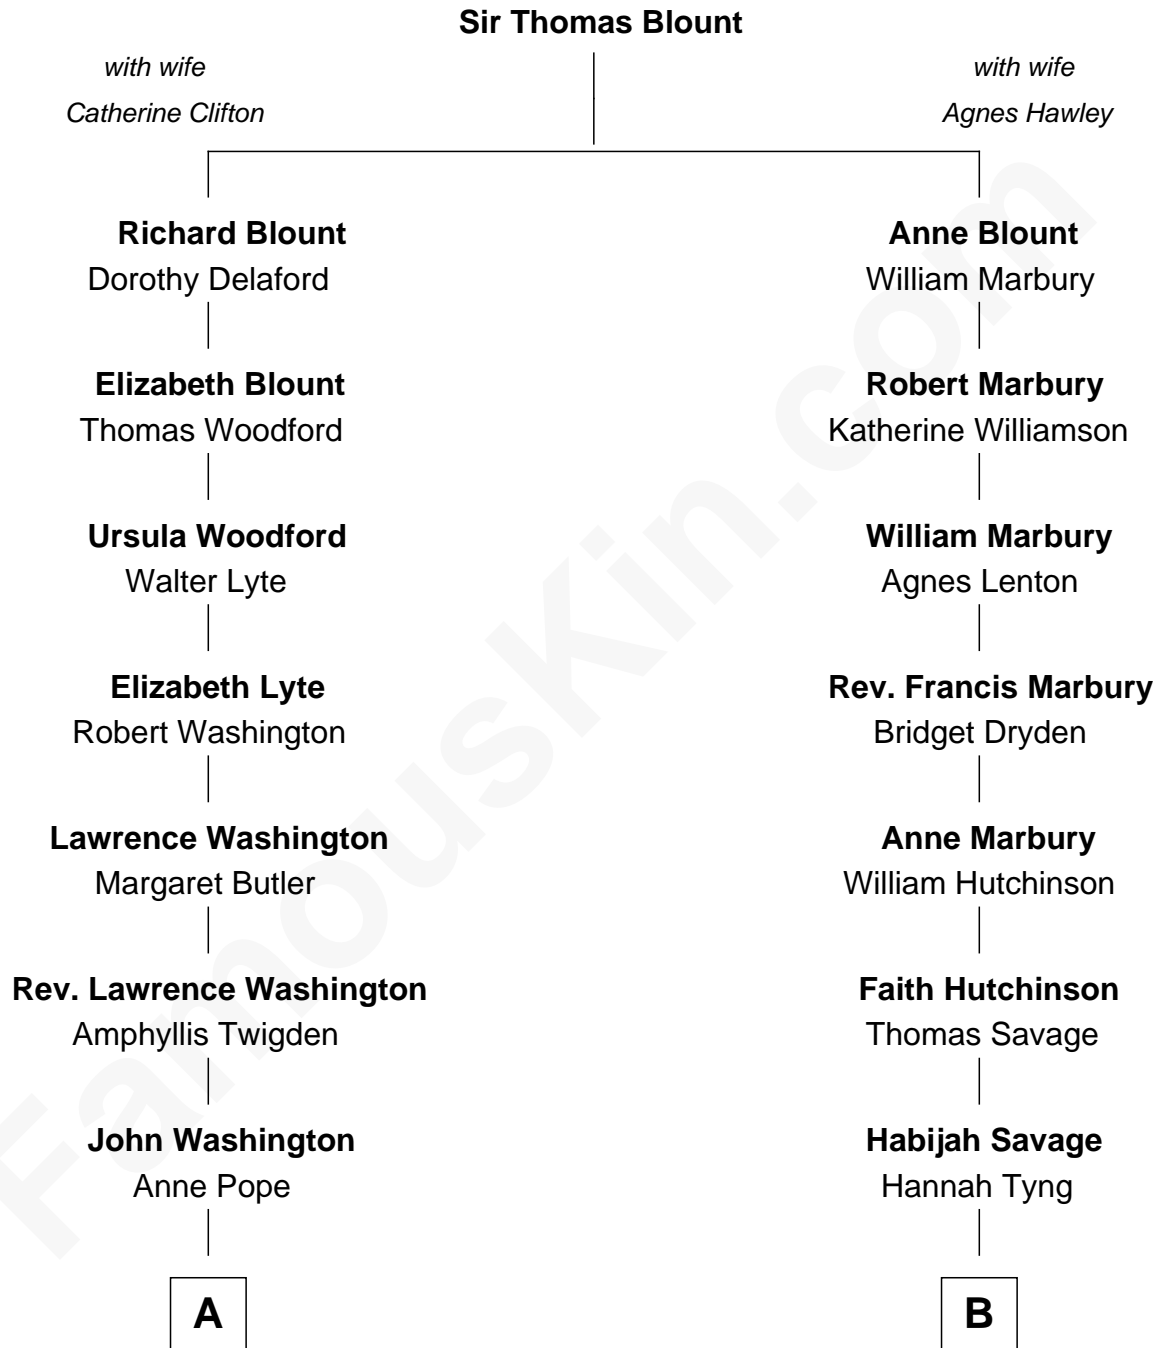 Sir Thomas Blount
with wife
Catherine Clifton
with wife
Agnes Hawley
Richard Blount
Dorothy Delaford
Anne Blount
William Marbury
Elizabeth Blount
Thomas Woodford
Robert Marbury
Katherine Williamson
Ursula Woodford
Walter Lyte
William Marbury
Agnes Lenton
Elizabeth Lyte
Robert Washington
Rev. Francis Marbury
Bridget Dryden
Lawrence Washington
Margaret Butler
Anne Marbury
William Hutchinson
Rev. Lawrence Washington
Amphyllis Twigden
Faith Hutchinson
Thomas Savage
John Washington
Anne Pope
Habijah Savage
Hannah Tyng
A
B
FamousKin.com